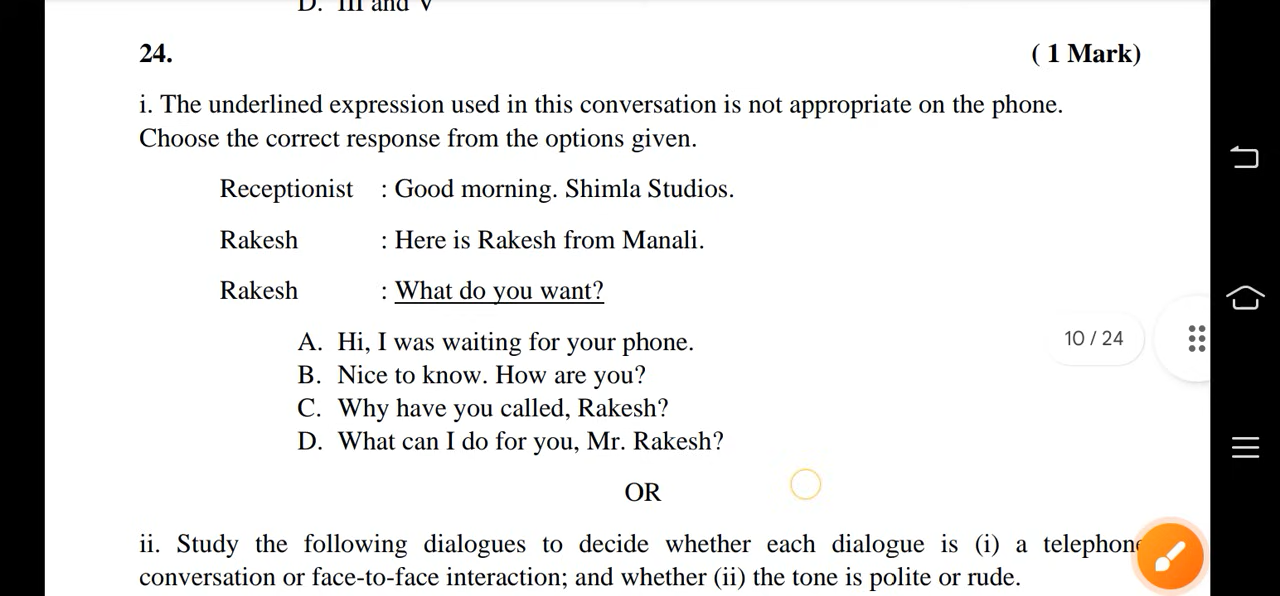 D. III and V
24. ( 1 Mark)
i. The underlined expression used in this conversation is not appropriate on the phone.
Choose the correct response from the options given.
Receptionist : Good morning. Shimla Studios.
Rakesh : Here is Rakesh from Manali.
Rakesh : What do you want?
A. Hi, I was waiting for your phone.
10 / 24
B. Nice to know. How are you?
C. Why have you called, Rakesh?
D. What can I do for you, Mr. Rakesh?
OR
ii. Study the following dialogues to decide whether each dialogue is (i) a telephone
conversation or face-to-face interaction; and whether (ii) the tone is polite or rude.